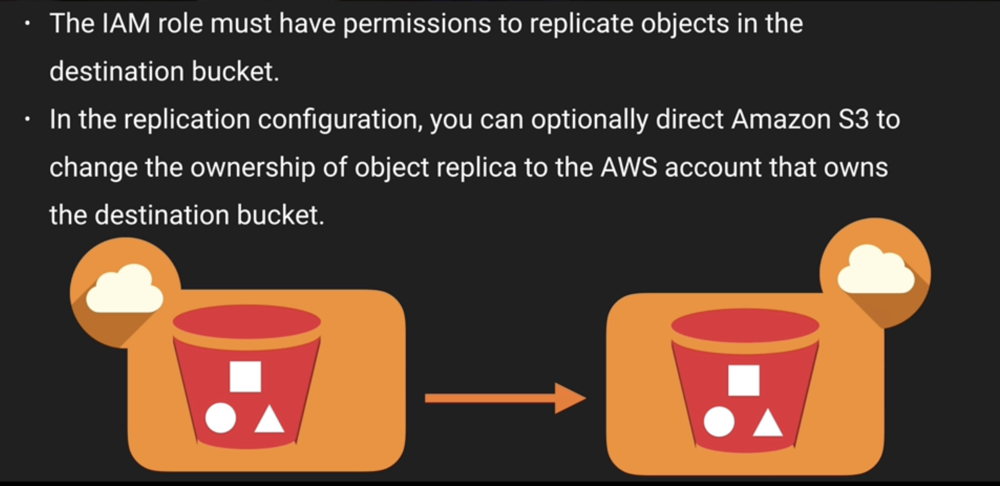 • The IAM role must have permissions to replicate objects in the
destination bucket.
• In the replication configuration, you can optionally direct Amazon S3 to
change the ownership of object replica to the AWS account that owns
the destination bucket.